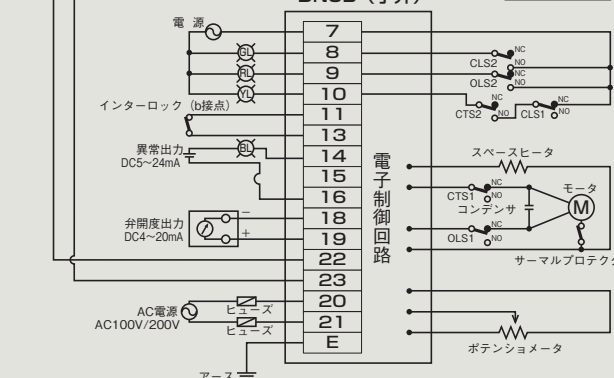 電 源
7
8
9
10
11
13
14
15
16
18
19
22
23
20
21
E
GL
RL
YL
インターロック（b接点）
異常出力
DC5〜24mA
BL
弁開度出力
DC4〜20mA
−
+
AC電源
AC100V/200V
ヒューズ
ヒューズ
アース
電子制御回路
NC
CLS2
NO
NC
OLS2
NO
NC
CTS2
NO
NC
CLS1
NO
スペースヒータ
NC
CTS1
NO
コンデンサ
NC
OLS1
NO
モータ
M
サーマルプロテク
ポテンショメータ